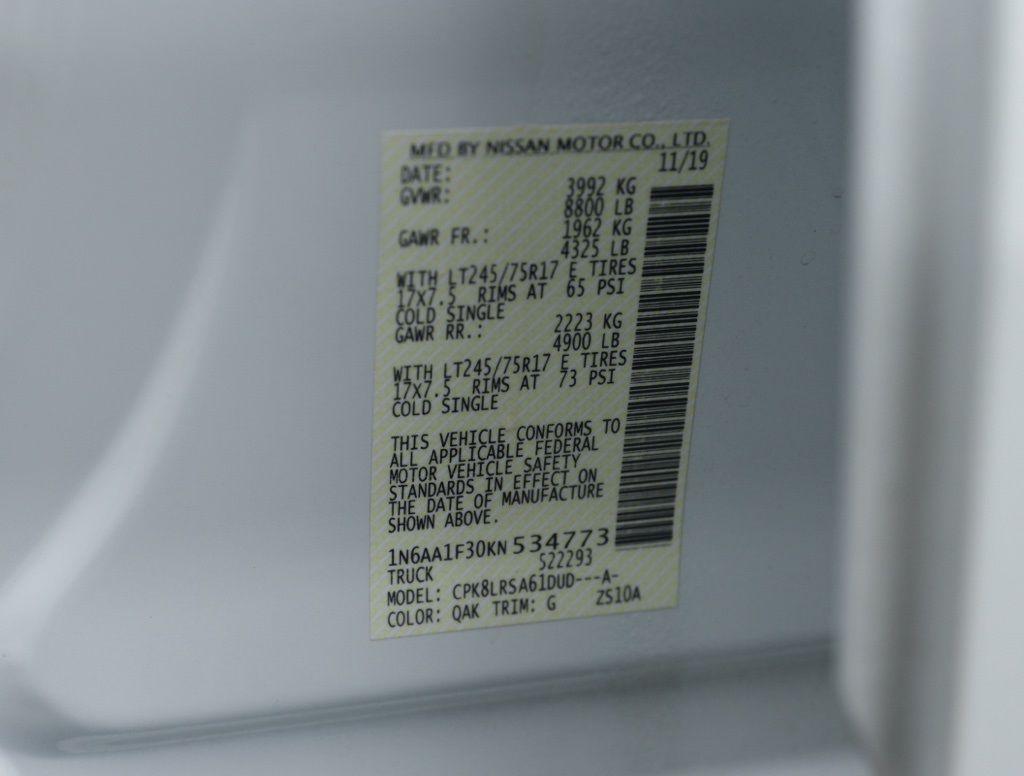 MFD BY NISSAN MOTOR CO., LTD.
DATE: 11/19
GVWR: 3992 KG
8800 LB
GAWR FR.: 1962 KG
4325 LB
WITH LT245/75R17 E TIRES
17X7.5 RIMS AT 65 PSI
COLD SINGLE
GAWR RR.: 2223 KG
4900 LB
WITH LT245/75R17 E TIRES
17X7.5 RIMS AT 73 PSI
COLD SINGLE
THIS VEHICLE CONFORMS TO
ALL APPLICABLE FEDERAL
MOTOR VEHICLE SAFETY
STANDARDS IN EFFECT ON
THE DATE OF MANUFACTURE
SHOWN ABOVE.
1N6AA1F30KN534773
TRUCK 522293
MODEL: CPK8LRSA61DUD---A-
COLOR: QAK TRIM: G ZS10A